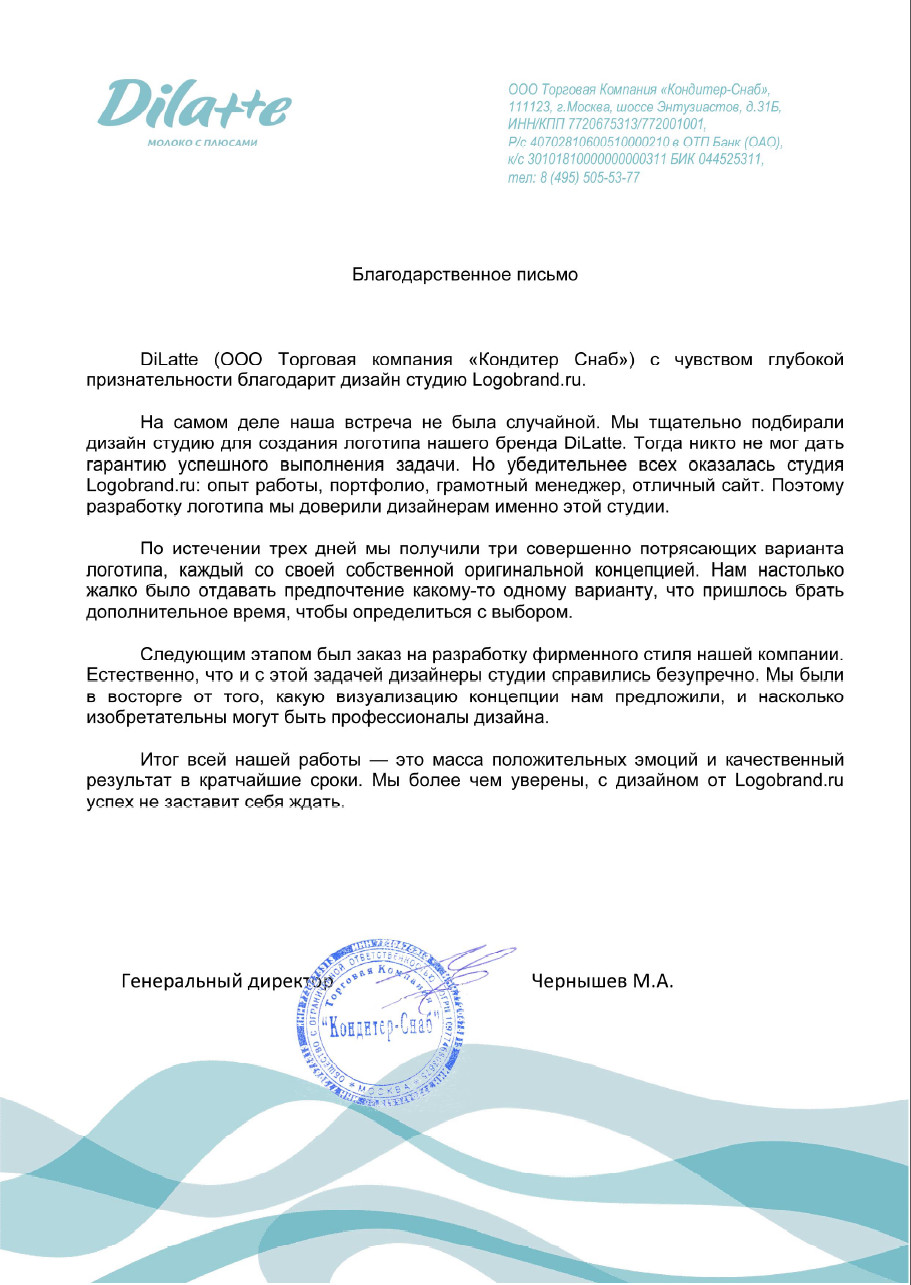 Dilatte
МОЛОКО С ПЛЮСАМИ
ООО Торговая Компания «Кондитер-Снаб»,
111123, г.Москва, шоссе Энтузиастов, д.31Б,
ИНН/КПП 7720675313/772001001,
Р/с 40702810600510000210 в ОТП Банк (ОАО),
к/с 30101810000000000311 БИК 044525311,
тел: 8 (495) 505-53-77
Благодарственное письмо
DiLatte (ООО Торговая компания «Кондитер Снаб») с чувством глубокой
признательности благодарит дизайн студию Logobrand.ru.
На самом деле наша встреча не была случайной. Мы тщательно подбирали
дизайн студию для создания логотипа нашего бренда DiLatte. Тогда никто не мог дать
гарантию успешного выполнения задачи. Но убедительнее всех оказалась студия
Logobrand.ru: опыт работы, портфолио, грамотный менеджер, отличный сайт. Поэтому
разработку логотипа мы доверили дизайнерам именно этой студии.
По истечении трех дней мы получили три совершенно потрясающих варианта
логотипа, каждый со своей собственной оригинальной концепцией. Нам настолько
жалко было отдавать предпочтение какому-то одному варианту, что пришлось брать
дополнительное время, чтобы определиться с выбором.
Следующим этапом был заказ на разработку фирменного стиля нашей компании.
Естественно, что и с этой задачей дизайнеры студии справились безупречно. Мы были
в восторге от того, какую визуализацию концепции нам предложили, и насколько
изобретательны могут быть профессионалы дизайна.
Итог всей нашей работы — это масса положительных эмоций и качественный
результат в кратчайшие сроки. Мы более чем уверены, с дизайном от Logobrand.ru
успех не заставит себя ждать.
Генеральный директор Чернышев М.А.
ОБЩЕСТВО С ОГРАНИЧЕННОЙ ОТВЕТСТВЕННОСТЬЮ ОГРН
Торговая Компания
"Кондитер-Снаб"
* МОСКВА *